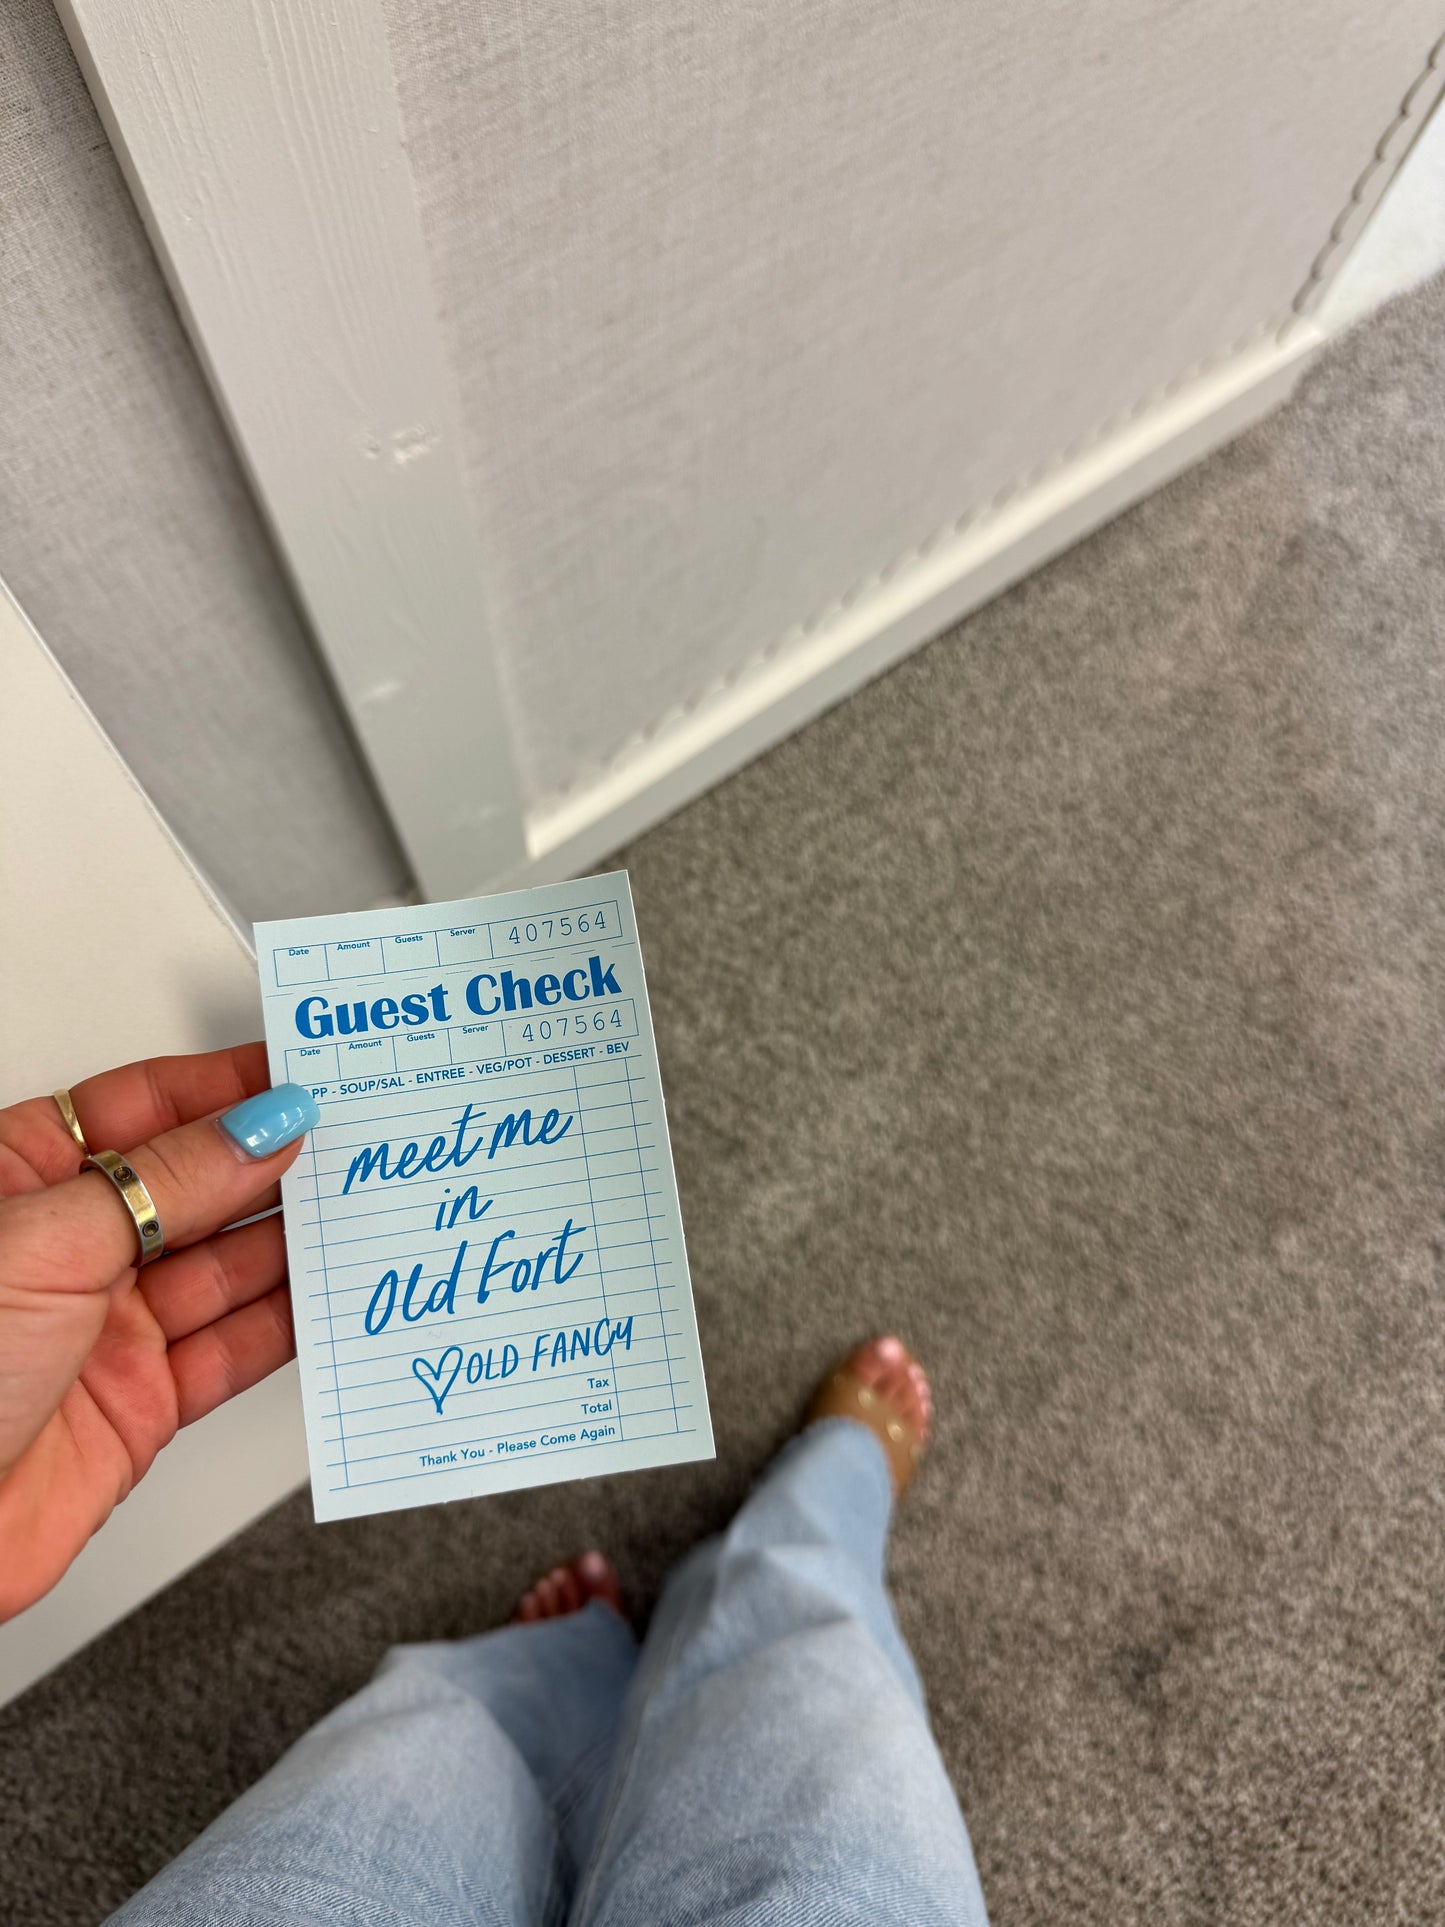 Date Amount Guests Server 407564
Guest Check
Date Amount Guests Server 407564
PP - SOUP/SAL - ENTREE - VEG/POT - DESSERT - BEV
meet me
in
Old Fort
OLD FANCY
Tax
Total
Thank You - Please Come Again